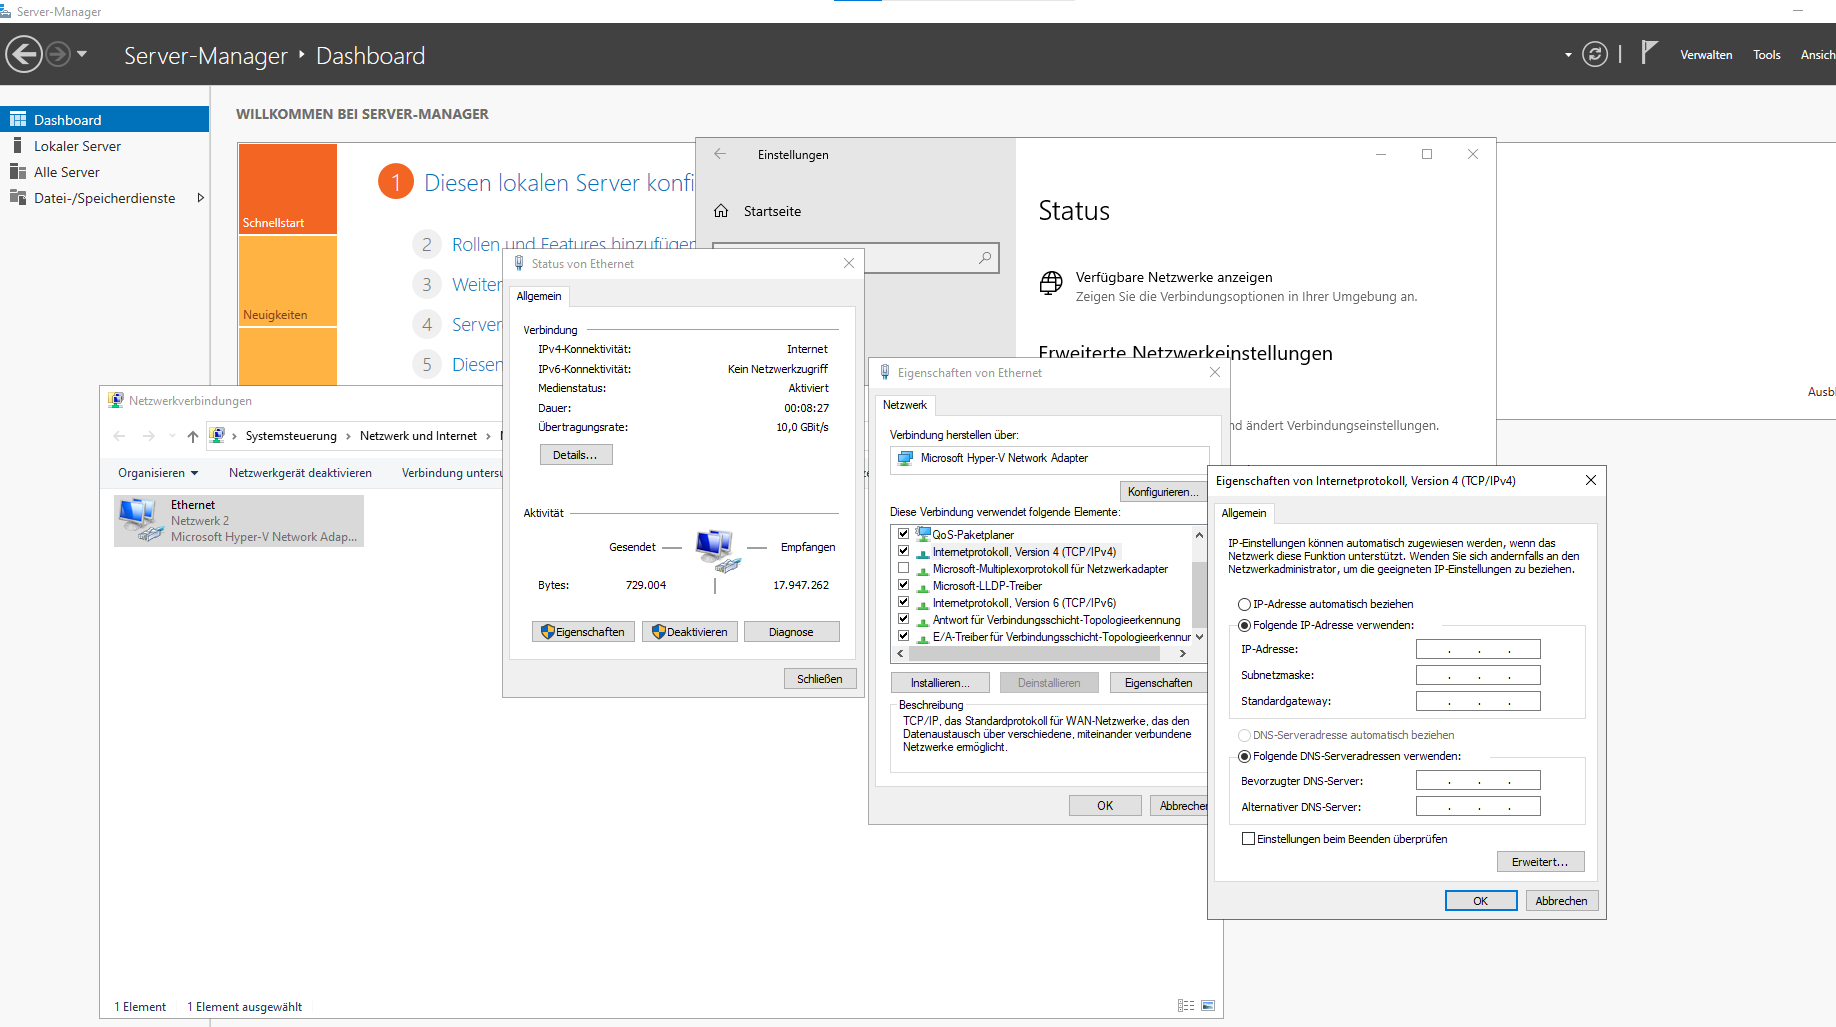 Server-Manager
Server-Manager ‣ Dashboard
Verwalten
Tools
Ansich
Dashboard
Lokaler Server
Alle Server
Datei-/Speicherdienste
WILLKOMMEN BEI SERVER-MANAGER
Schnellstart
Neuigkeiten
1 Diesen lokalen Server konfi
2 Rollen und Features hinzufügen
3 Weiter
4 Server
5 Diesen
Ausbl
Einstellungen
Startseite
Status
Verfügbare Netzwerke anzeigen
Zeigen Sie die Verbindungsoptionen in Ihrer Umgebung an.
Erweiterte Netzwerkeinstellungen
nd ändert Verbindungseinstellungen.
Netzwerkverbindungen
Systemsteuerung › Netzwerk und Internet ›
Organisieren
Netzwerkgerät deaktivieren
Verbindung untersu
Ethernet
Netzwerk 2
Microsoft Hyper-V Network Adap...
1 Element
1 Element ausgewählt
Status von Ethernet
Allgemein
Verbindung
IPv4-Konnektivität: Internet
IPv6-Konnektivität: Kein Netzwerkzugriff
Medienstatus: Aktiviert
Dauer: 00:08:27
Übertragungsrate: 10,0 GBit/s
Details...
Aktivität
Gesendet — — Empfangen
Bytes: 729.004 | 17.947.262
Eigenschaften
Deaktivieren
Diagnose
Schließen
Eigenschaften von Ethernet
Netzwerk
Verbindung herstellen über:
Microsoft Hyper-V Network Adapter
Konfigurieren...
Diese Verbindung verwendet folgende Elemente:
QoS-Paketplaner
Internetprotokoll, Version 4 (TCP/IPv4)
Microsoft-Multiplexorprotokoll für Netzwerkadapter
Microsoft-LLDP-Treiber
Internetprotokoll, Version 6 (TCP/IPv6)
Antwort für Verbindungsschicht-Topologieerkennung
E/A-Treiber für Verbindungsschicht-Topologieerkennur
Installieren...
Deinstallieren
Eigenschaften
Beschreibung
TCP/IP, das Standardprotokoll für WAN-Netzwerke, das den
Datenaustausch über verschiedene, miteinander verbundene
Netzwerke ermöglicht.
OK
Abbrechen
Eigenschaften von Internetprotokoll, Version 4 (TCP/IPv4)
Allgemein
IP-Einstellungen können automatisch zugewiesen werden, wenn das
Netzwerk diese Funktion unterstützt. Wenden Sie sich andernfalls an den
Netzwerkadministrator, um die geeigneten IP-Einstellungen zu beziehen.
IP-Adresse automatisch beziehen
Folgende IP-Adresse verwenden:
IP-Adresse: . . .
Subnetzmaske: . . .
Standardgateway: . . .
DNS-Serveradresse automatisch beziehen
Folgende DNS-Serveradressen verwenden:
Bevorzugter DNS-Server: . . .
Alternativer DNS-Server: . . .
Einstellungen beim Beenden überprüfen
Erweitert...
OK
Abbrechen